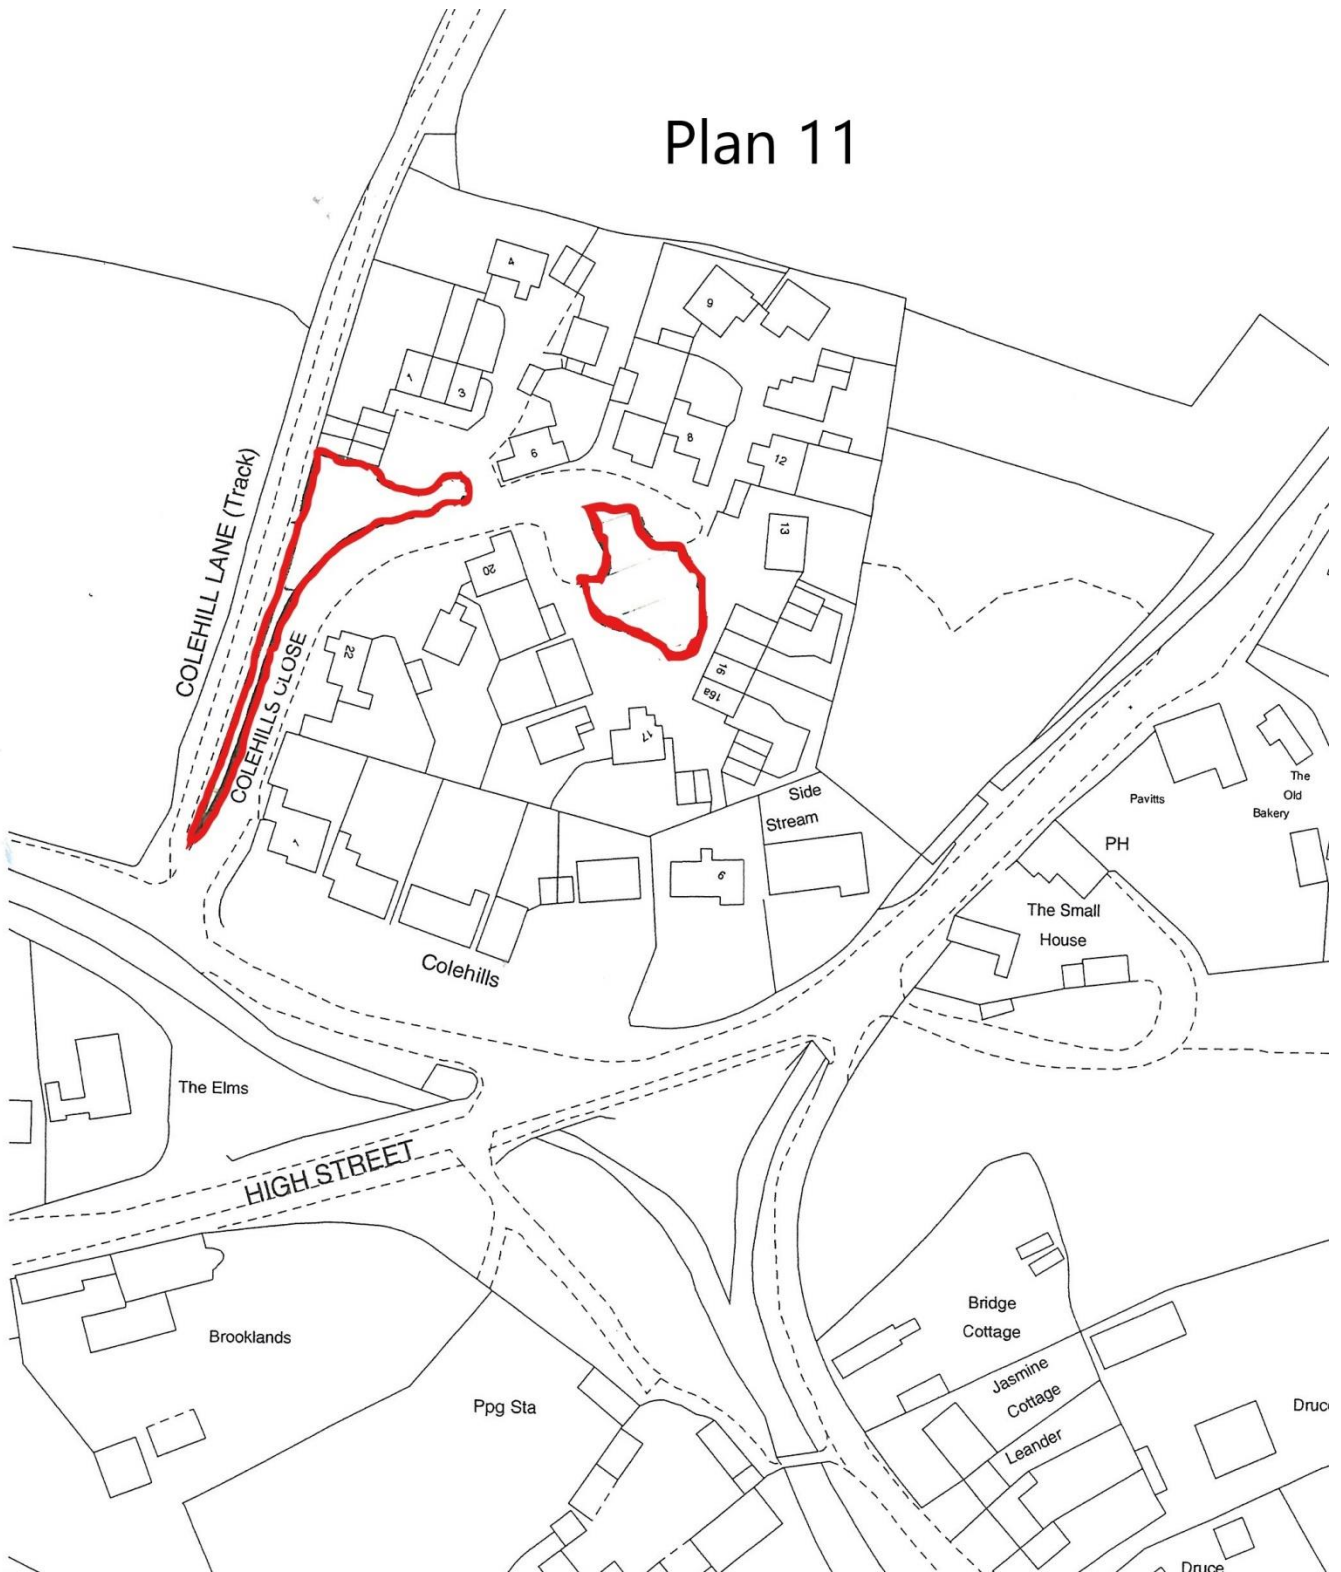 Plan 11
4
9
1
3
8
6
12
COLEHILL LANE (Track)
13
20
22
16
16a
COLEHILLS CLOSE
17
Side
Stream
The
Old
Bakery
Pavitts
PH
1
9
The Small
House
Colehills
The Elms
HIGH STREET
Bridge
Cottage
Brooklands
Jasmine
Cottage
Ppg Sta
Leander
Druce